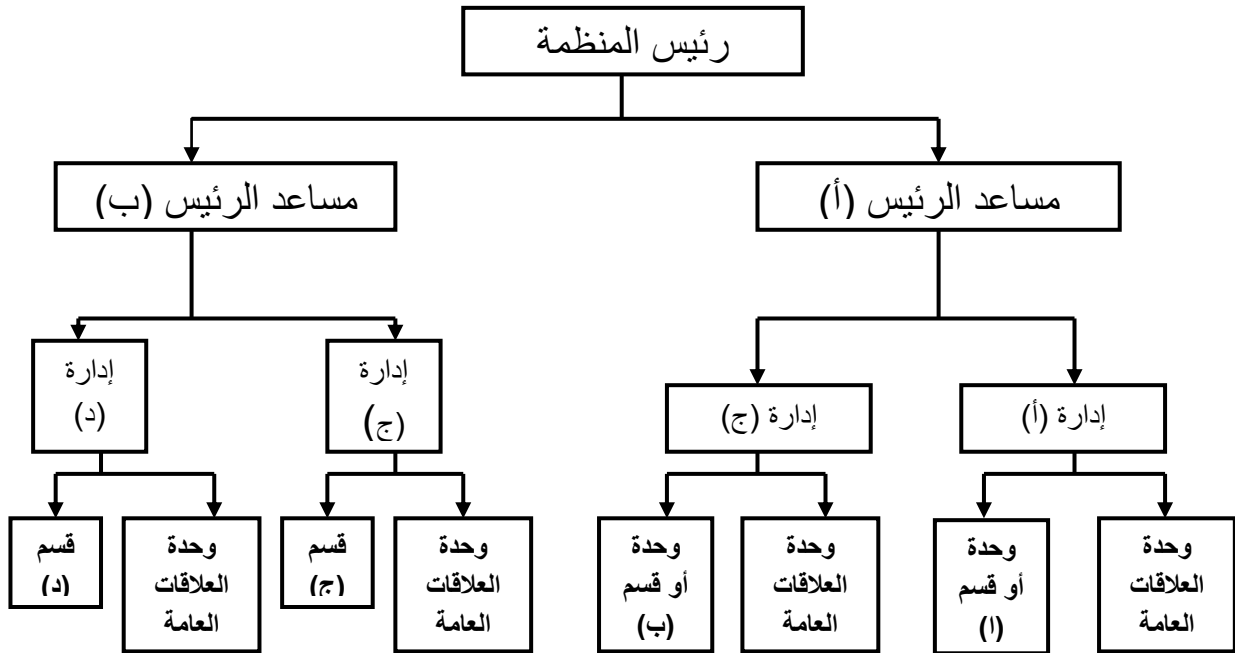 رئيس المنظمة
مساعد الرئيس (أ)
مساعد الرئيس (ب)
إدارة (أ)
إدارة (ج)
إدارة
(ج)
إدارة
(د)
وحدة
العلاقات
العامة
وحدة
أو قسم
(ا)
وحدة
العلاقات
العامة
وحدة
أو قسم
(ب)
وحدة
العلاقات
العامة
قسم
(ج)
وحدة
العلاقات
العامة
قسم
(د)